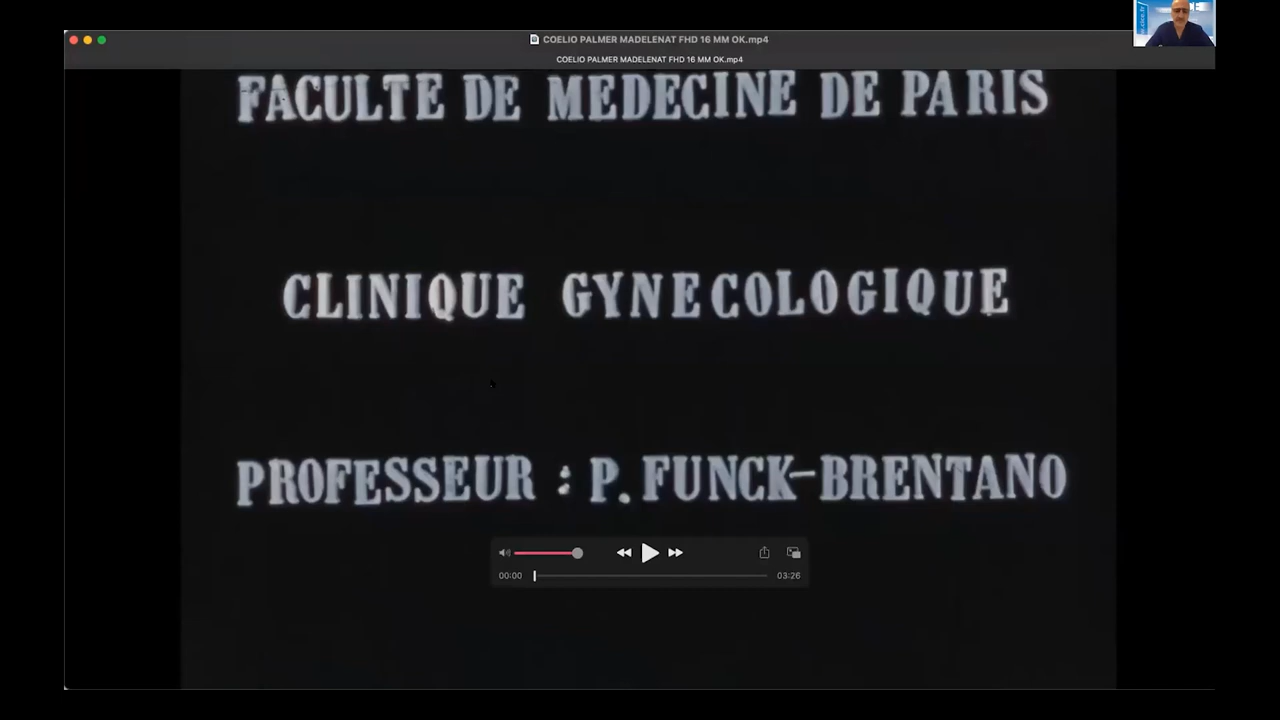 COELIO PALMER MADELENAT FHD 16 MM OK.mp4
COELIO PALMER MADELENAT FHD 16 MM OK.mp4
FACULTE DE MEDECINE DE PARIS
CLINIQUE GYNECOLOGIQUE
PROFESSEUR : P. FUNCK-BRENTANO
00:00
03:26